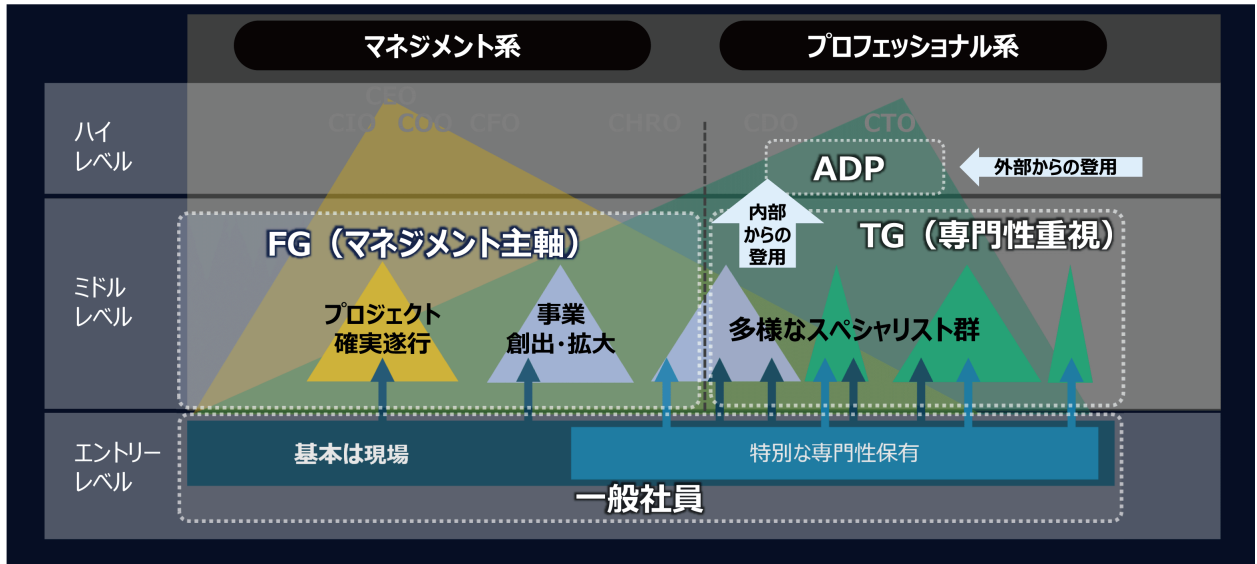 マネジメント系
プロフェッショナル系
ハイ
レベル
CEO
CIO
COO
CFO
CHRO
CDO
CTO
ADP
外部からの登用
内部
からの
登用
ミドル
レベル
FG（マネジメント主軸）
TG（専門性重視）
プロジェクト
確実遂行
事業
創出・拡大
多様なスペシャリスト群
エントリー
レベル
基本は現場
特別な専門性保有
一般社員